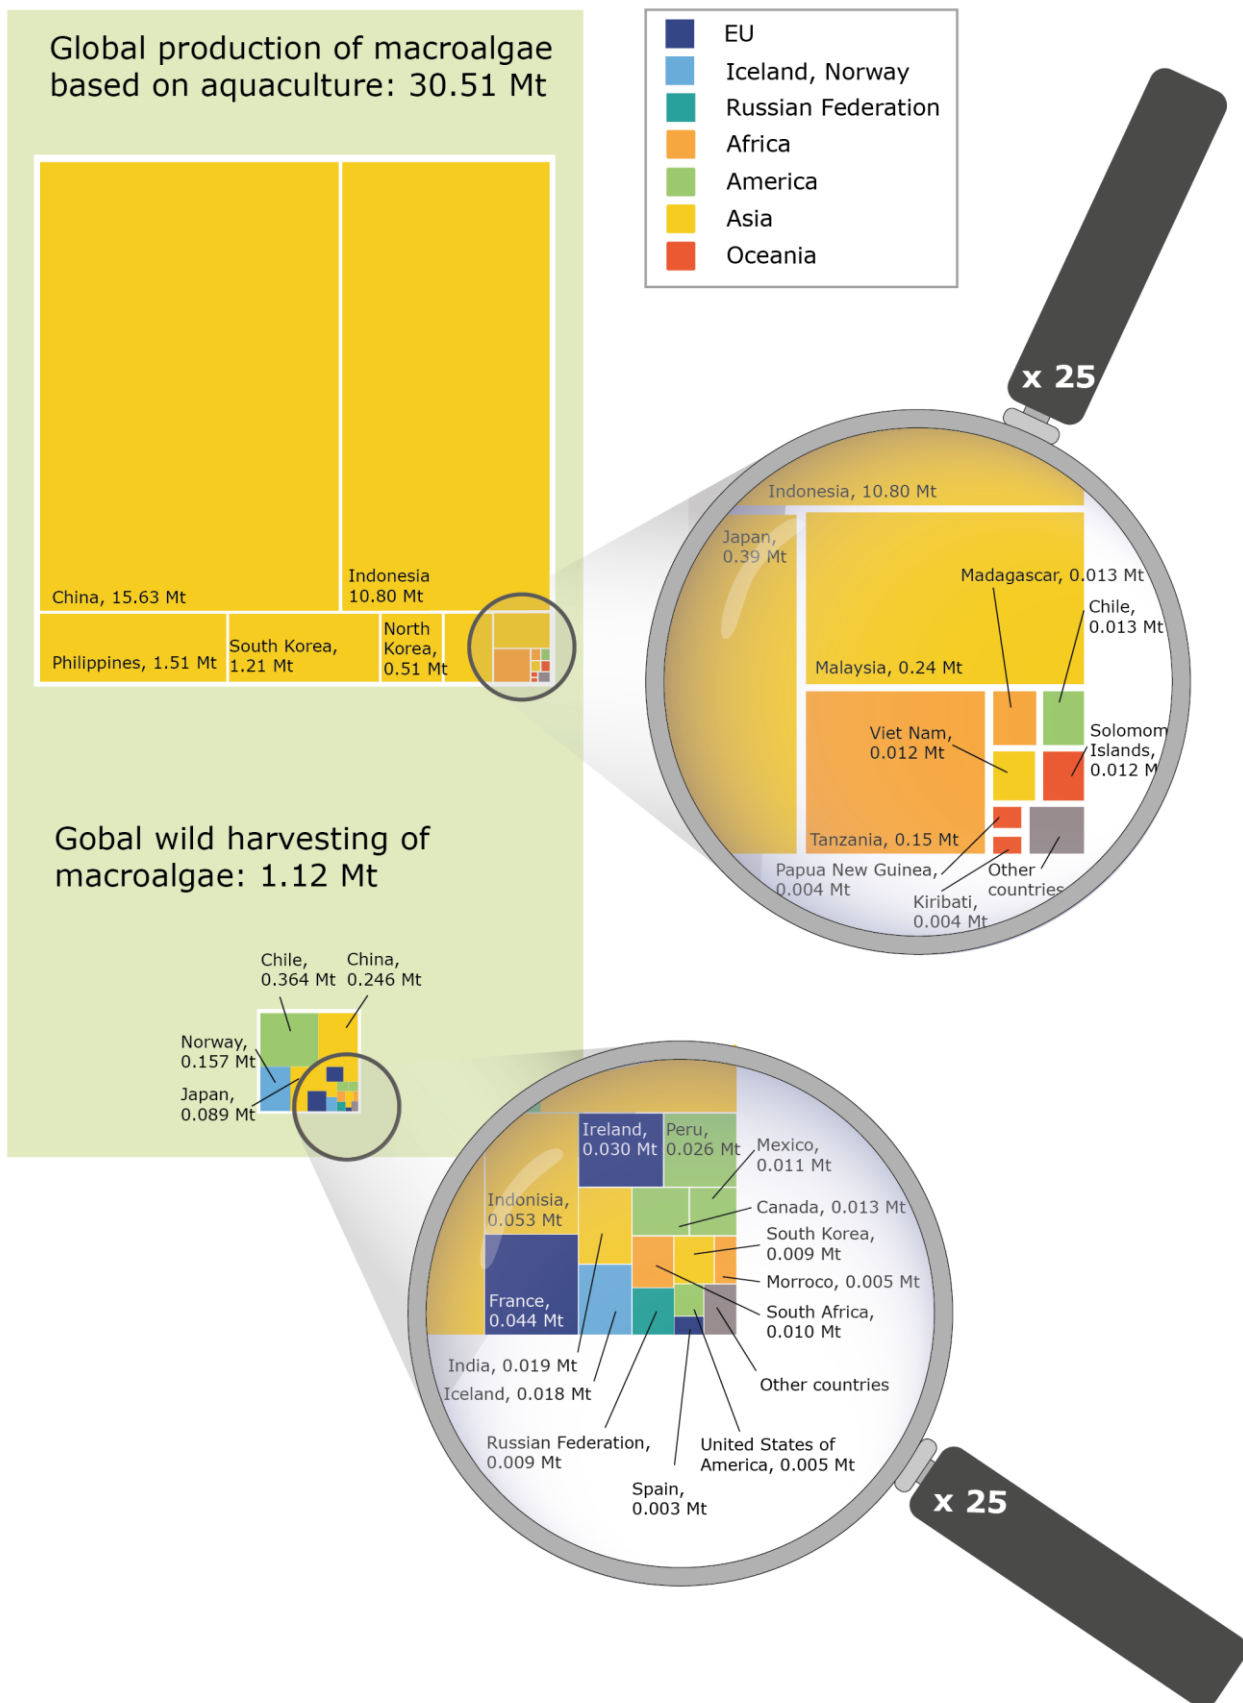 Global production of macroalgae
based on aquaculture: 30.51 Mt
EU
Iceland, Norway
Russian Federation
Africa
America
Asia
Oceania
China, 15.63 Mt
Indonesia
10.80 Mt
Philippines, 1.51 Mt
South Korea,
1.21 Mt
North
Korea,
0.51 Mt
x 25
Indonesia, 10.80 Mt
Japan,
0.39 Mt
Madagascar, 0.013 Mt
Chile,
0.013 Mt
Malaysia, 0.24 Mt
Viet Nam,
0.012 Mt
Solomom
Islands,
0.012 M
Tanzania, 0.15 Mt
Papua New Guinea,
0.004 Mt
Kiribati,
0.004 Mt
Other
countries
Gobal wild harvesting of
macroalgae: 1.12 Mt
Chile,
0.364 Mt
China,
0.246 Mt
Norway,
0.157 Mt
Japan,
0.089 Mt
Ireland,
0.030 Mt
Peru,
0.026 Mt
Mexico,
0.011 Mt
Indonisia,
0.053 Mt
Canada, 0.013 Mt
South Korea,
0.009 Mt
Morroco, 0.005 Mt
France,
0.044 Mt
South Africa,
0.010 Mt
India, 0.019 Mt
Iceland, 0.018 Mt
Other countries
Russian Federation,
0.009 Mt
United States of
America, 0.005 Mt
Spain,
0.003 Mt
x 25